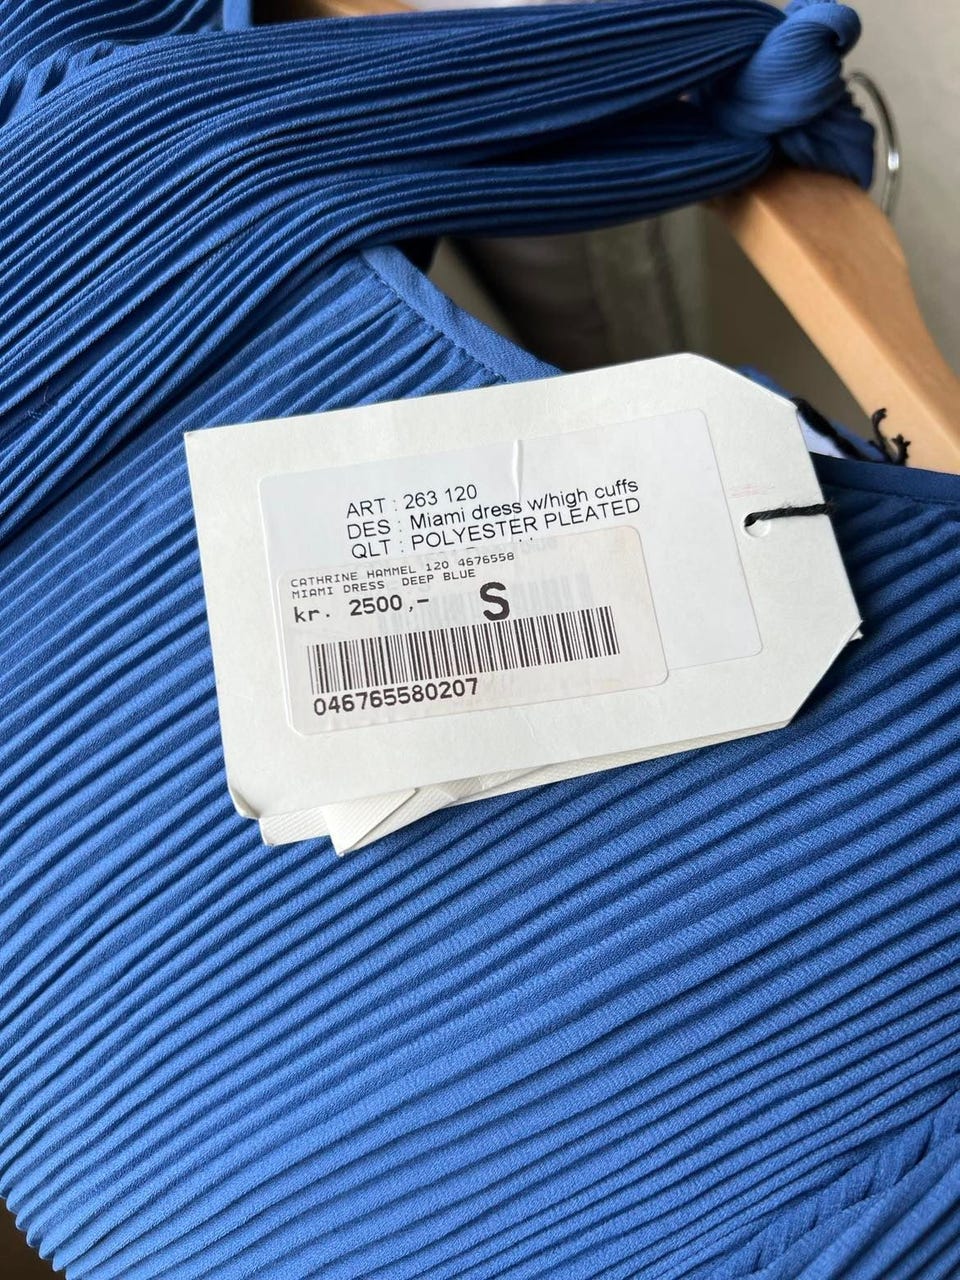 ART : 263 120
DES : Miami dress w/high cuffs
QLT : POLYESTER PLEATED
CATHRINE HAMMEL 120 4676558
MIAMI DRESS DEEP BLUE
kr. 2500,- S
046765580207